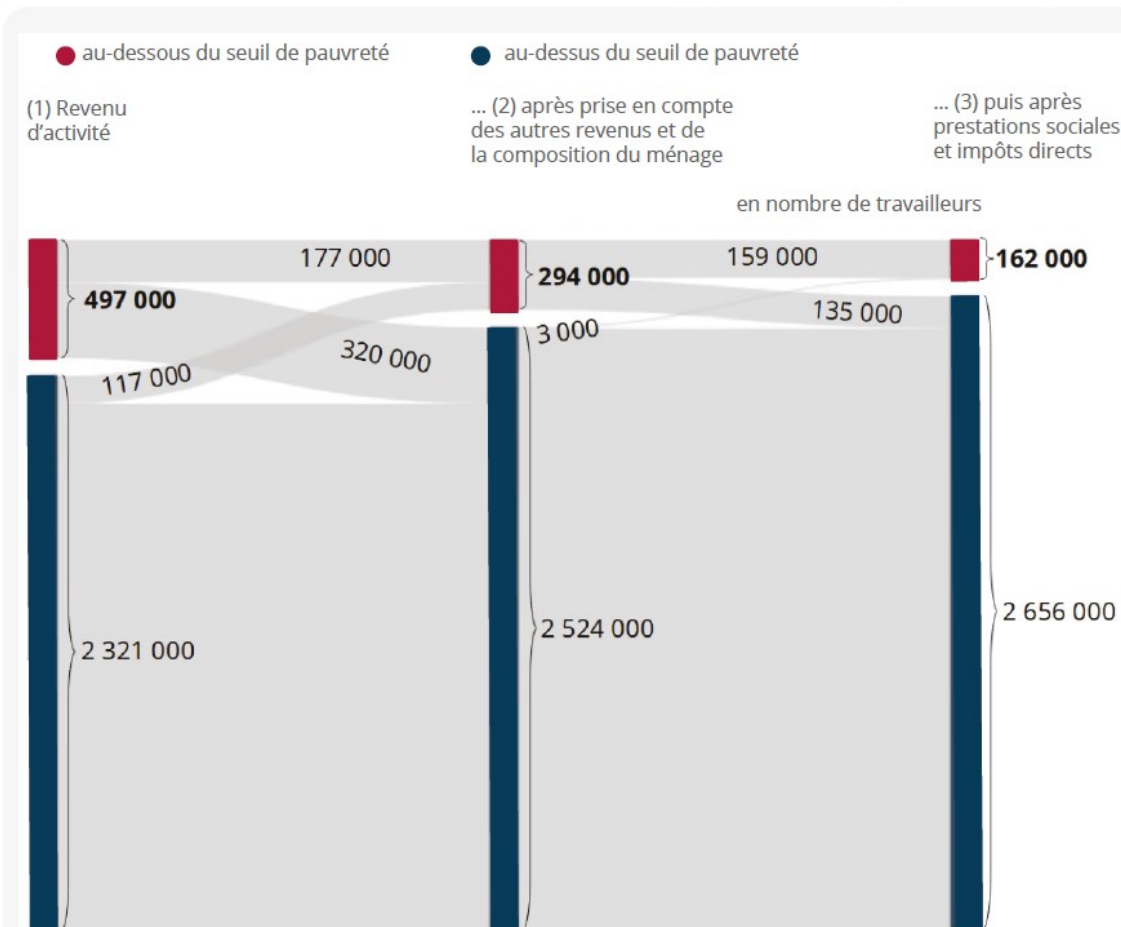 au-dessous du seuil de pauvreté
au-dessus du seuil de pauvreté
(1) Revenu
d'activité
... (2) après prise en compte
des autres revenus et de
la composition du ménage
... (3) puis après
prestations sociales
et impôts directs
en nombre de travailleurs
177 000
497 000
320 000
117 000
2 321 000
294 000
159 000
135 000
3 000
2 524 000
162 000
2 656 000